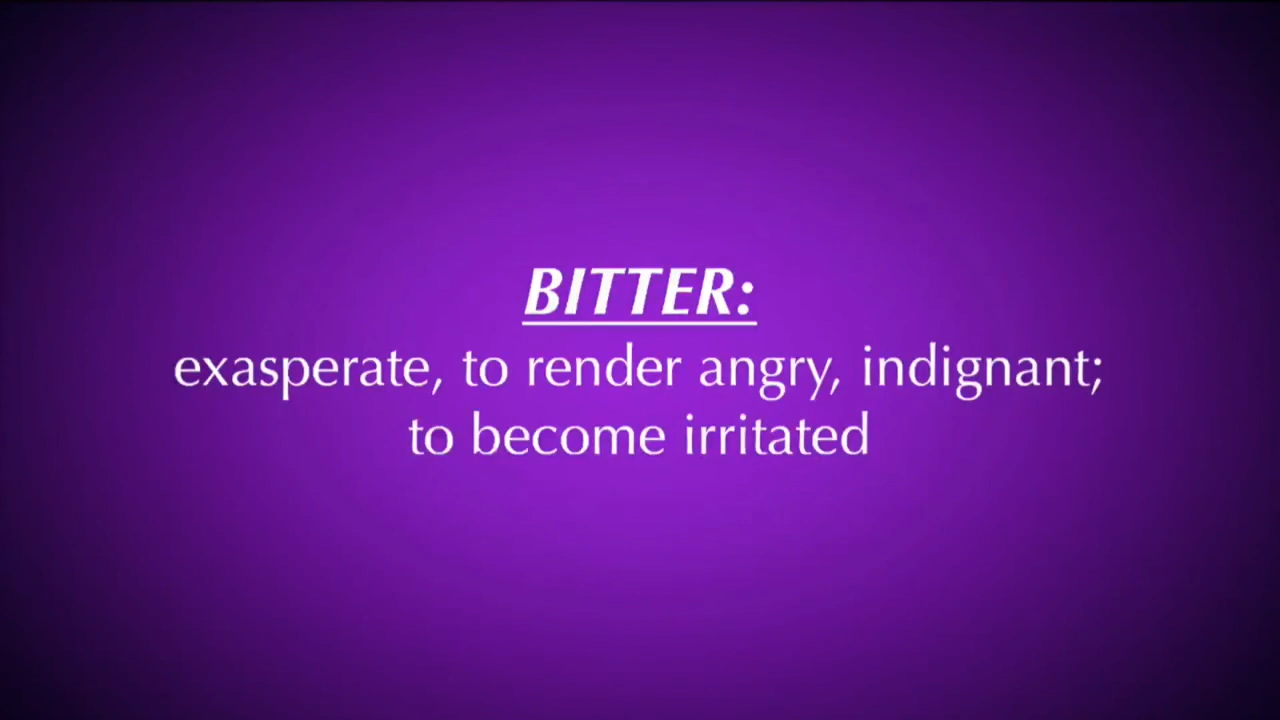 BITTER:
exasperate, to render angry, indignant;
to become irritated